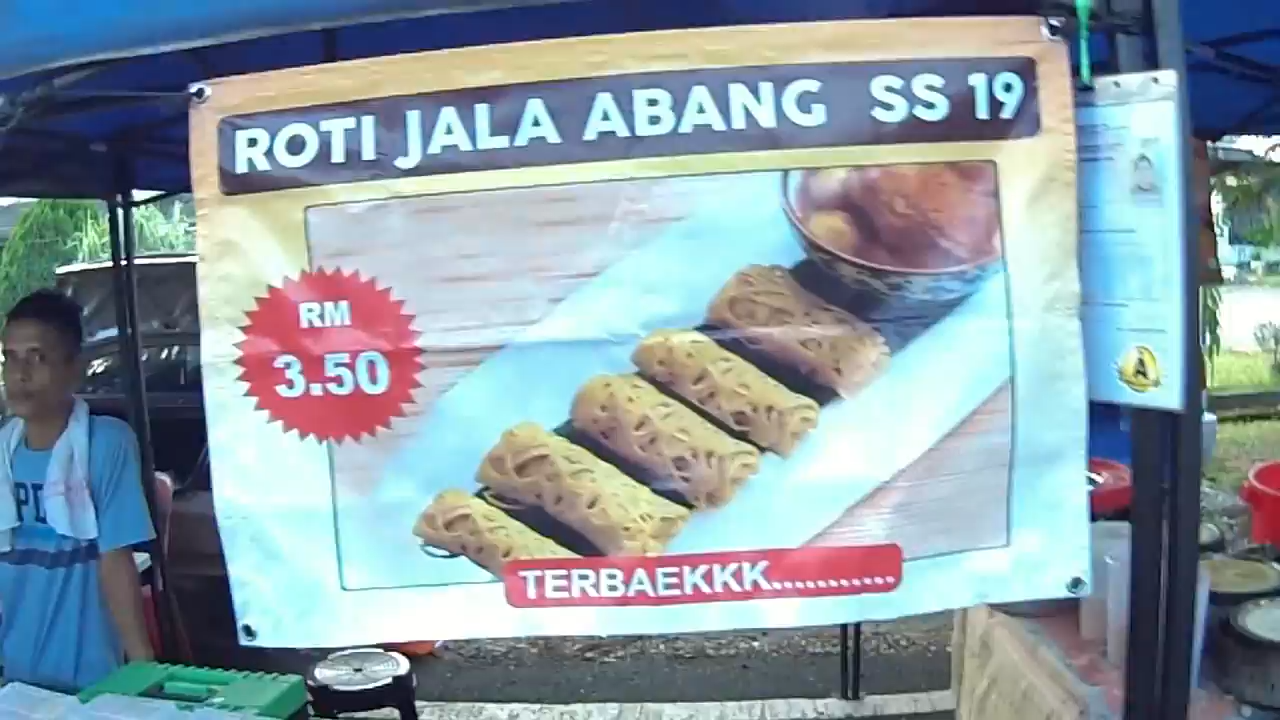 ROTI JALA ABANG SS 19
RM
3.50
TERBAEKKK............
A